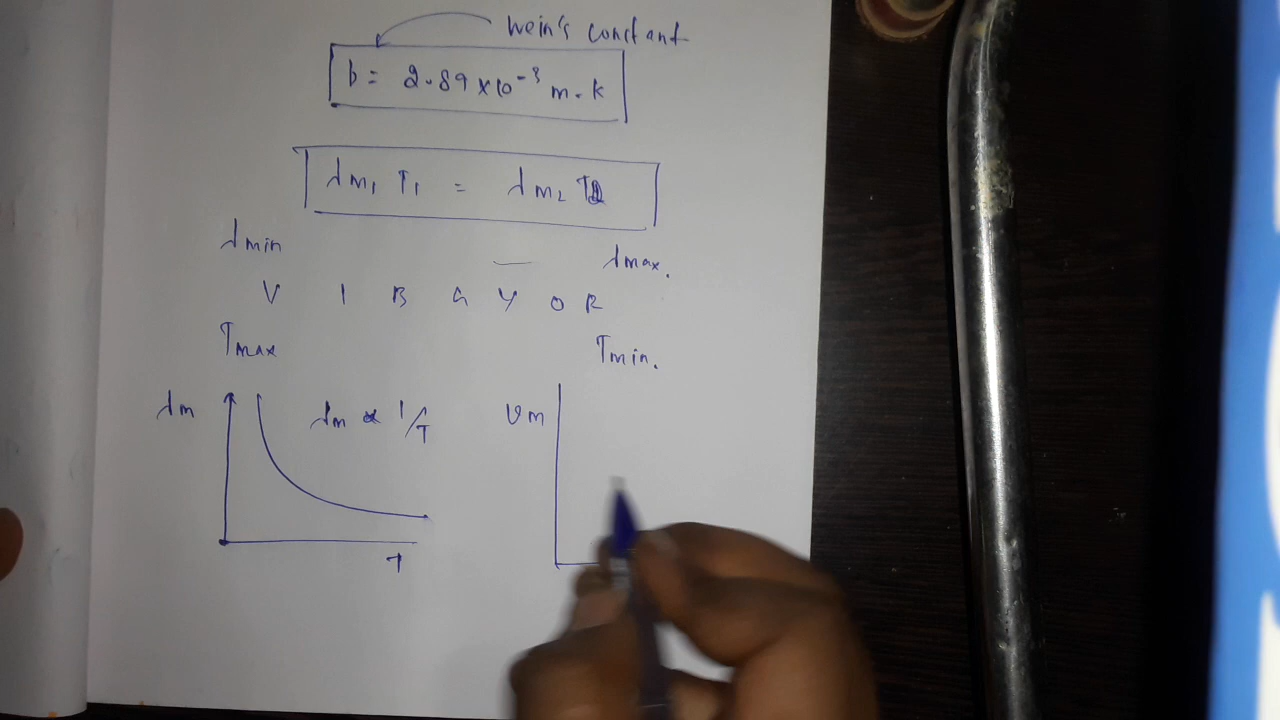 wein's constant
b = 2.89 × 10⁻³ m.k
λm₁ T₁ = λm₂ T₂
λmin λmax.
V I B G Y O R
Tmax Tmin.
λm λm ∝ 1/T νm
T